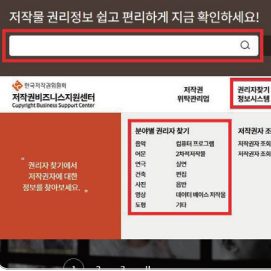 저작물 권리정보 쉽고 편리하게 지금 확인하세요!
한국저작권위원회
저작권비즈니스지원센터
Copyright Business Support Center
저작권
위탁관리업
권리자찾기
정보시스템
“
권리자 찾기에서
저작권자에 대한
정보를 찾아보세요.
”
분야별 권리자 찾기
음악 컴퓨터 프로그램
어문 2차적저작물
연극 실연
건축 편집
사진 음반
영상 데이터 베이스 저작물
도형 기타
저작권자 조
저작권자 조회
저작권자 조회